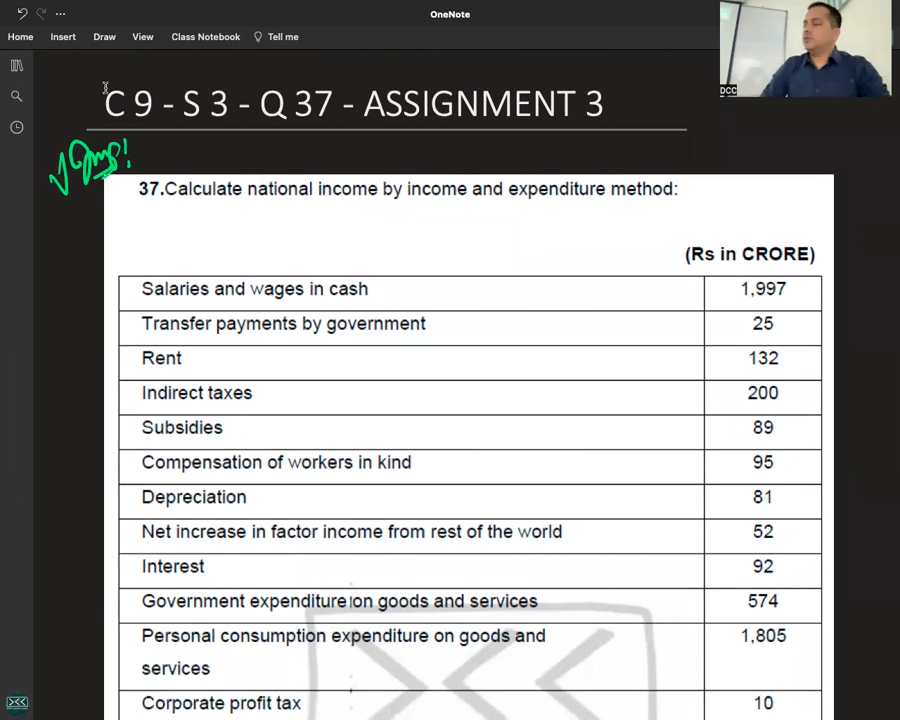 OneNote
Home Insert Draw View Class Notebook Tell me
DCC
C 9 - S 3 - Q 37 - ASSIGNMENT 3
37.Calculate national income by income and expenditure method:
(Rs in CRORE)
Salaries and wages in cash 1,997
Transfer payments by government 25
Rent 132
Indirect taxes 200
Subsidies 89
Compensation of workers in kind 95
Depreciation 81
Net increase in factor income from rest of the world 52
Interest 92
Government expenditure on goods and services 574
Personal consumption expenditure on goods and 1,805
services
Corporate profit tax 10